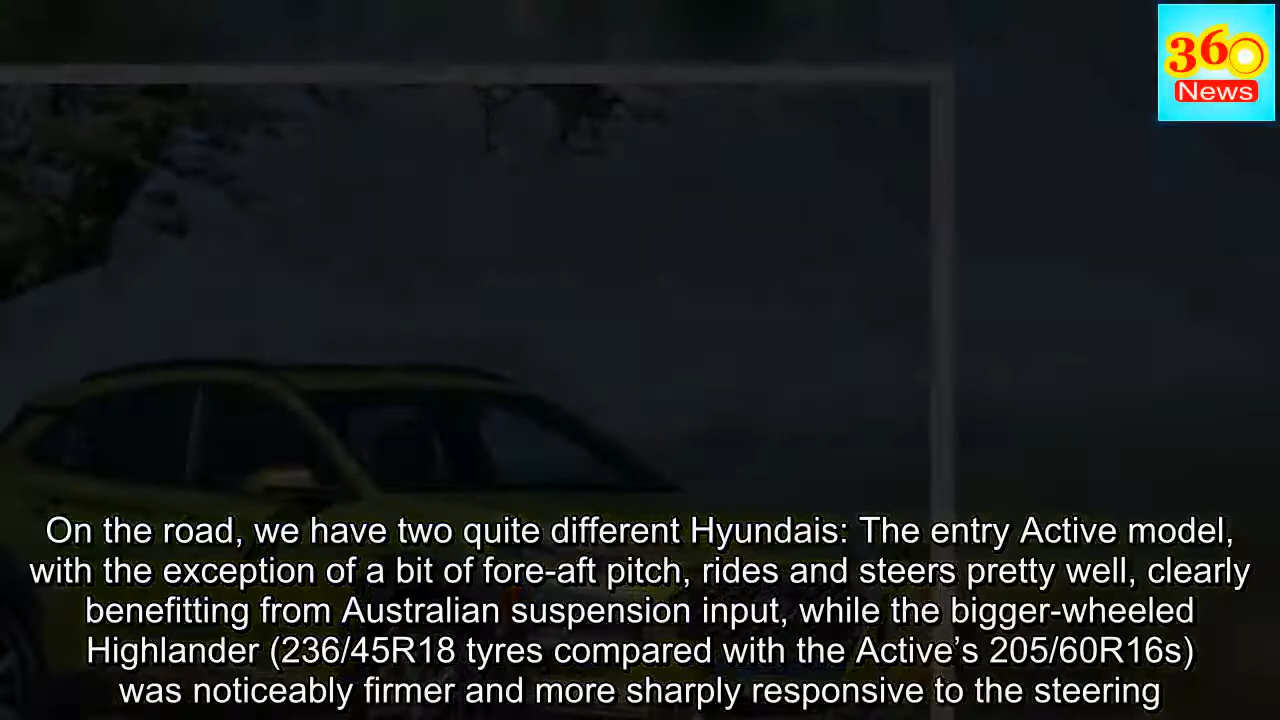 360
News
On the road, we have two quite different Hyundais: The entry Active model,
with the exception of a bit of fore-aft pitch, rides and steers pretty well, clearly
benefitting from Australian suspension input, while the bigger-wheeled
Highlander (236/45R18 tyres compared with the Active’s 205/60R16s)
was noticeably firmer and more sharply responsive to the steering